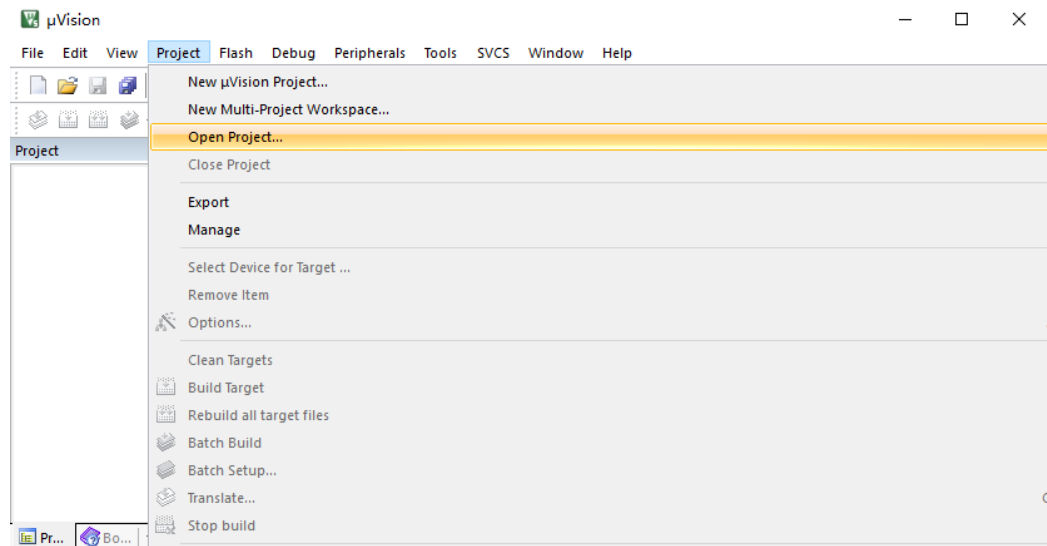 µVision
File Edit View Project Flash Debug Peripherals Tools SVCS Window Help
New µVision Project...
New Multi-Project Workspace...
Open Project...
Project
Close Project
Export
Manage
Select Device for Target ...
Remove Item
Options...
Clean Targets
Build Target
Rebuild all target files
Batch Build
Batch Setup...
Translate...
Stop build
Pr... Bo...